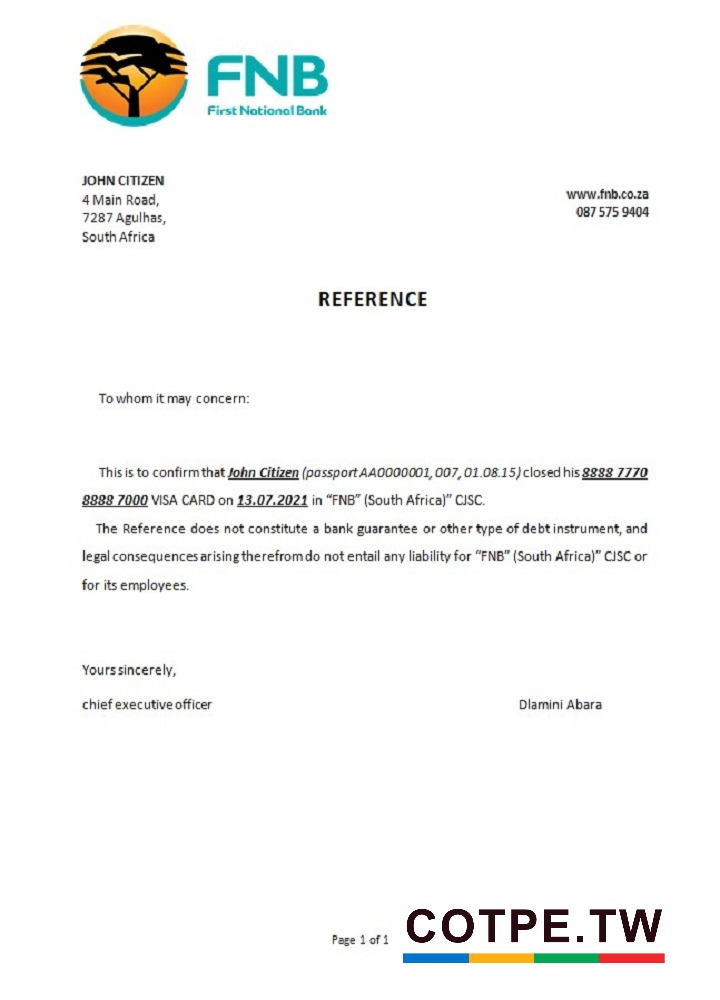 FNB
First National Bank
JOHN CITIZEN
4 Main Road,
7287 Agulhas,
South Africa
www.fnb.co.za
087 575 9404
REFERENCE
To whom it may concern:
This is to confirm that John Citizen (passport AA0000001, 007, 01.08.15) closed his 8888 7770
8888 7000 VISA CARD on 13.07.2021 in “FNB” (South Africa)” CJSC.
The Reference does not constitute a bank guarantee or other type of debt instrument, and
legal consequences arising therefrom do not entail any liability for “FNB” (South Africa)” CJSC or
for its employees.
Yours sincerely,
chief executive officer
Dlamini Abara
Page 1 of 1
COTPE.TW